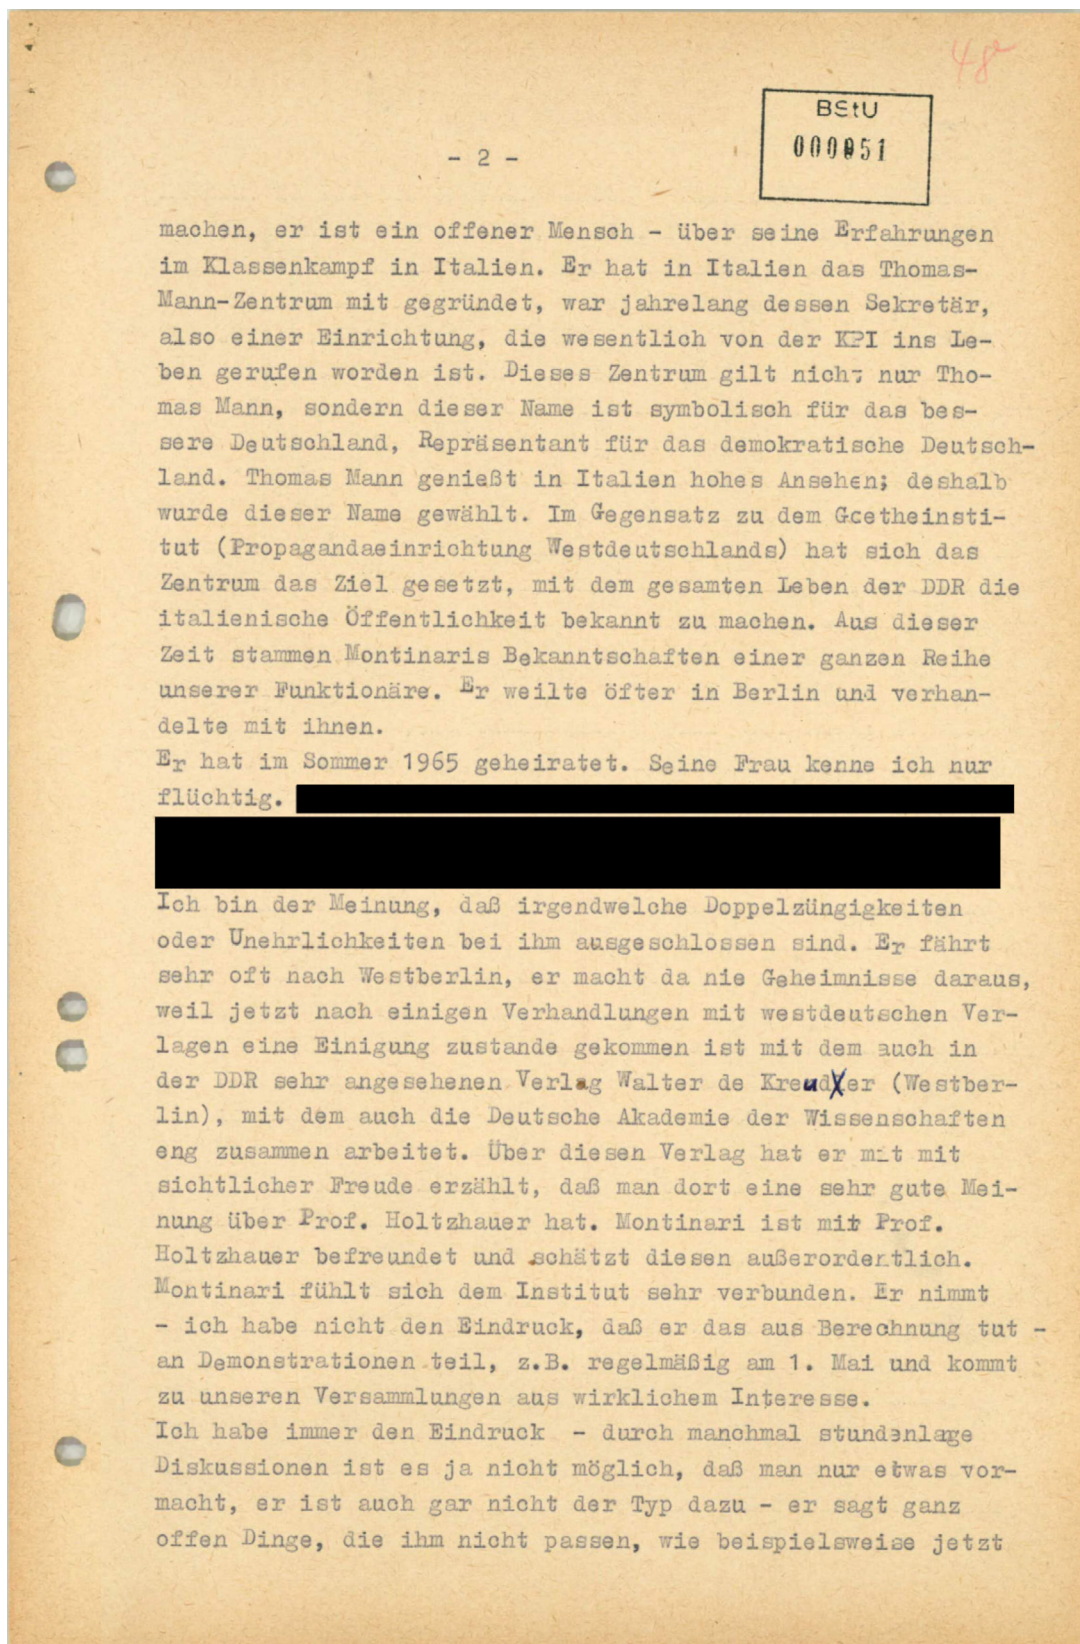 48
BStU
000051
- 2 -
machen, er ist ein offener Mensch - über seine Erfahrungen
im Klassenkampf in Italien. Er hat in Italien das Thomas-
Mann-Zentrum mit gegründet, war jahrelang dessen Sekretär,
also einer Einrichtung, die wesentlich von der KPI ins Le-
ben gerufen worden ist. Dieses Zentrum gilt nicht nur Tho-
mas Mann, sondern dieser Name ist symbolisch für das bes-
sere Deutschland, Repräsentant für das demokratische Deutsch-
land. Thomas Mann genießt in Italien hohes Ansehen; deshalb
wurde dieser Name gewählt. Im Gegensatz zu dem Goetheinsti-
tut (Propagandaeinrichtung Westdeutschlands) hat sich das
Zentrum das Ziel gesetzt, mit dem gesamten Leben der DDR die
italienische Öffentlichkeit bekannt zu machen. Aus dieser
Zeit stammen Montinaris Bekanntschaften einer ganzen Reihe
unserer Funktionäre. Er weilte öfter in Berlin und verhan-
delte mit ihnen.
Er hat im Sommer 1965 geheiratet. Seine Frau kenne ich nur
flüchtig.
Ich bin der Meinung, daß irgendwelche Doppelzüngigkeiten
oder Unehrlichkeiten bei ihm ausgeschlossen sind. Er fährt
sehr oft nach Westberlin, er macht da nie Geheimnisse daraus,
weil jetzt nach einigen Verhandlungen mit westdeutschen Ver-
lagen eine Einigung zustande gekommen ist mit dem auch in
der DDR sehr angesehenen Verlag Walter de Kreudter (Westber-
lin), mit dem auch die Deutsche Akademie der Wissenschaften
eng zusammen arbeitet. Über diesen Verlag hat er mit mit
sichtlicher Freude erzählt, daß man dort eine sehr gute Mei-
nung über Prof. Holtzhauer hat. Montinari ist mit Prof.
Holtzhauer befreundet und schätzt diesen außerordentlich.
Montinari fühlt sich dem Institut sehr verbunden. Er nimmt
- ich habe nicht den Eindruck, daß er das aus Berechnung tut -
an Demonstrationen teil, z.B. regelmäßig am 1. Mai und kommt
zu unseren Versammlungen aus wirklichem Interesse.
Ich habe immer den Eindruck - durch manchmal stundenlage
Diskussionen ist es ja nicht möglich, daß man nur etwas vor-
macht, er ist auch gar nicht der Typ dazu - er sagt ganz
offen Dinge, die ihm nicht passen, wie beispielsweise jetzt